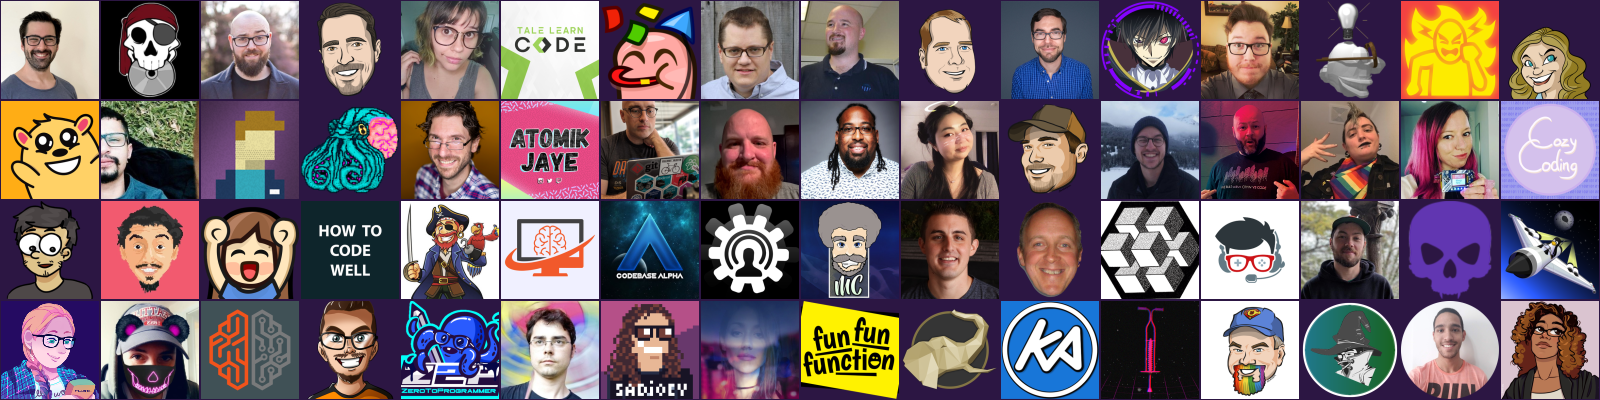 TALE LEARN
CODE
ATOMIK
JAYE
Cozy
Coding
HOW TO
CODE
WELL
CODEBASE ALPHA
MC
ZEROTOPROGRAMMER
SADJOEY
fun fun
function
KA
RUN